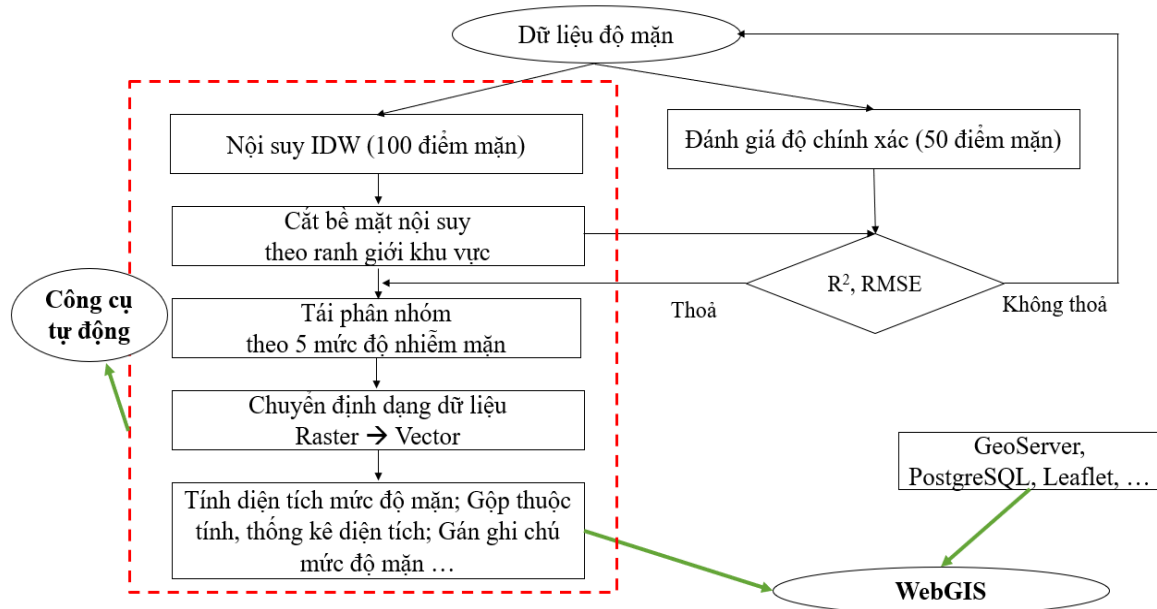 Dữ liệu độ mặn
Nội suy IDW (100 điểm mặn)
Đánh giá độ chính xác (50 điểm mặn)
Cắt bề mặt nội suy
theo ranh giới khu vực
R², RMSE
Thoả
Không thoả
Công cụ
tự động
Tái phân nhóm
theo 5 mức độ nhiễm mặn
Chuyển định dạng dữ liệu
Raster → Vector
GeoServer,
PostgreSQL, Leaflet, …
Tính diện tích mức độ mặn; Gộp thuộc
tính, thống kê diện tích; Gán ghi chú
mức độ mặn …
WebGIS